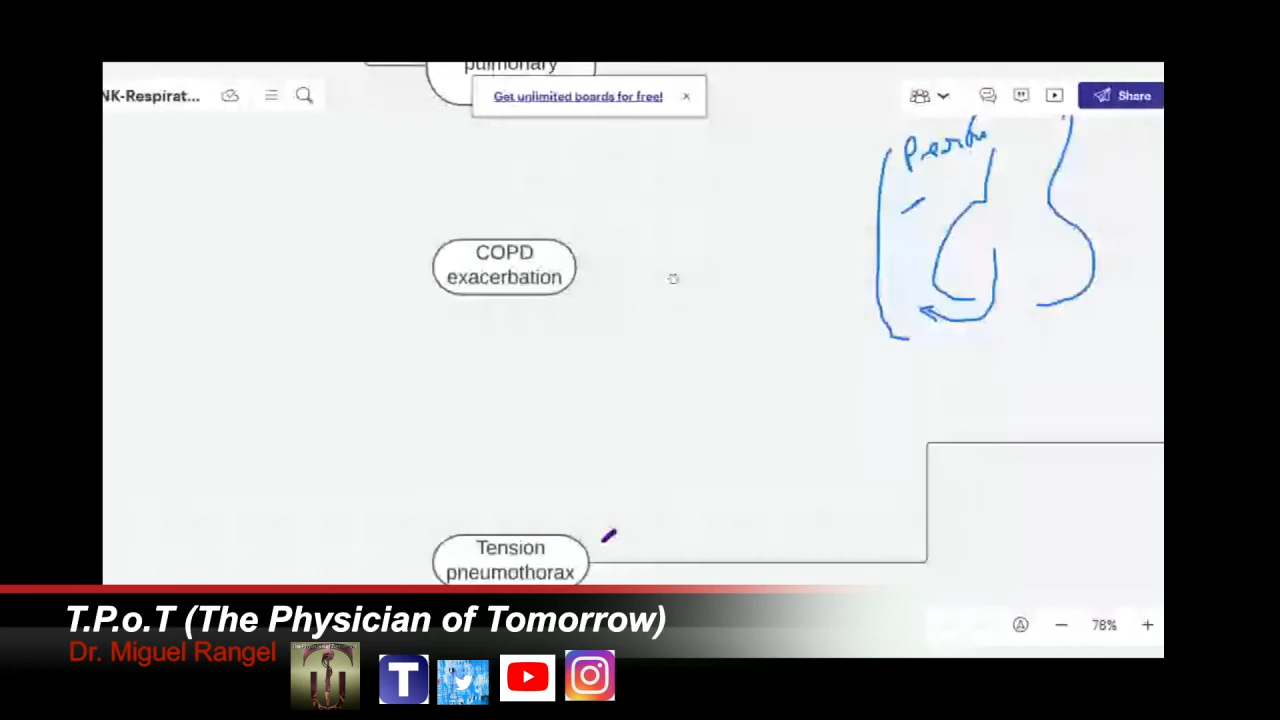 pulmonary
NK-Respirat...
Get unlimited boards for free!
Share
COPD
exacerbation
Tension
pneumothorax
78%
T.P.o.T (The Physician of Tomorrow)
Dr. Miguel Rangel
T